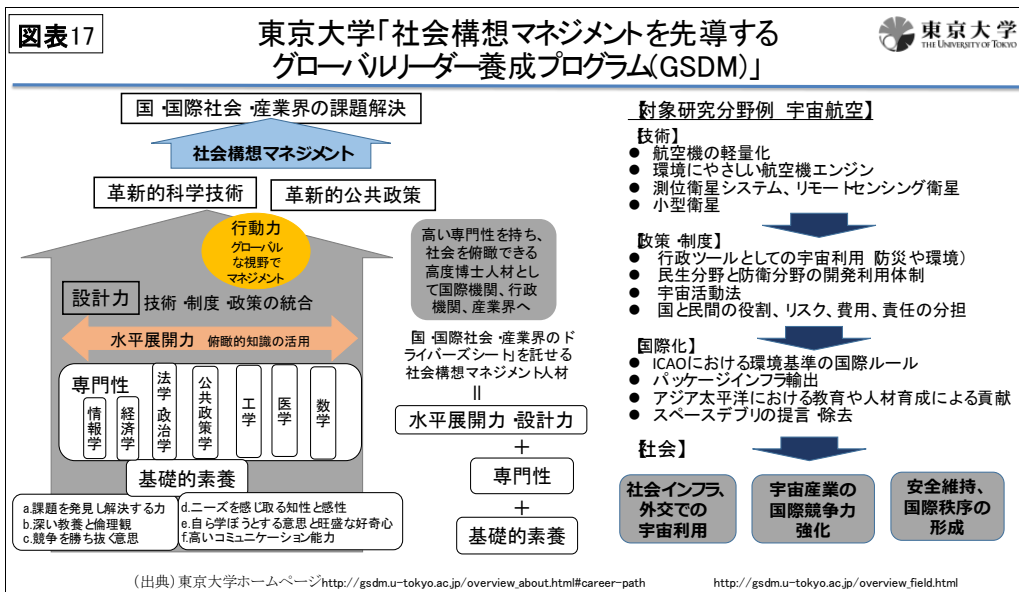 図表17
東京大学「社会構想マネジメントを先導する
グローバルリーダー養成プログラム(GSDM)」
東京大学
THE UNIVERSITY OF TOKYO
国・国際社会・産業界の課題解決
社会構想マネジメント
革新的科学技術
革新的公共政策
行動力
グローバル
な視野で
マネジメント
設計力 技術・制度・政策の統合
水平展開力 俯瞰的知識の活用
専門性
情報学
経済学
法学・政治学
公共政策学
工学
医学
数学
基礎的素養
a.課題を発見し解決する力
b.深い教養と倫理観
c.競争を勝ち抜く意思
d.ニーズを感じ取る知性と感性
e.自ら学ぼうとする意思と旺盛な好奇心
f.高いコミュニケーション能力
高い専門性を持ち、
社会を俯瞰できる
高度博士人材とし
て国際機関、行政
機関、産業界へ
国・国際社会・産業界のド
ライバーズシート」を託せる
社会構想マネジメント人材
＝
水平展開力・設計力
＋
専門性
＋
基礎的素養
【対象研究分野例 宇宙航空】
【技術】
● 航空機の軽量化
● 環境にやさしい航空機エンジン
● 測位衛星システム、リモートセンシング衛星
● 小型衛星
【政策・制度】
● 行政ツールとしての宇宙利用 防災や環境）
● 民生分野と防衛分野の開発利用体制
● 宇宙活動法
● 国と民間の役割、リスク、費用、責任の分担
【国際化】
● ICAOにおける環境基準の国際ルール
● パッケージインフラ輸出
● アジア太平洋における教育や人材育成による貢献
● スペースデブリの提言・除去
【社会】
社会インフラ、
外交での
宇宙利用
宇宙産業の
国際競争力
強化
安全維持、
国際秩序の
形成
（出典）東京大学ホームページhttp://gsdm.u-tokyo.ac.jp/overview_about.html#career-path http://gsdm.u-tokyo.ac.jp/overview_field.html